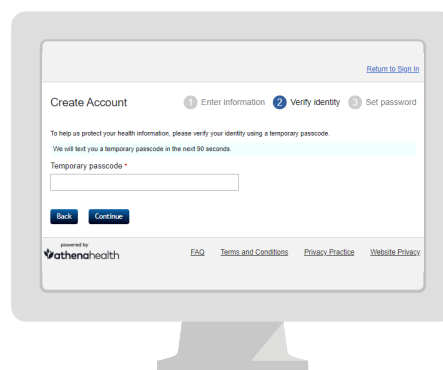 Return to Sign In
Create Account
1 Enter information 2 Verify identity 3 Set password
To help us protect your health information, please verify your identity using a temporary passcode.
We will text you a temporary passcode in the next 90 seconds.
Temporary passcode *
Back Continue
powered by
athenahealth
FAQ Terms and Conditions Privacy Practice Website Privacy